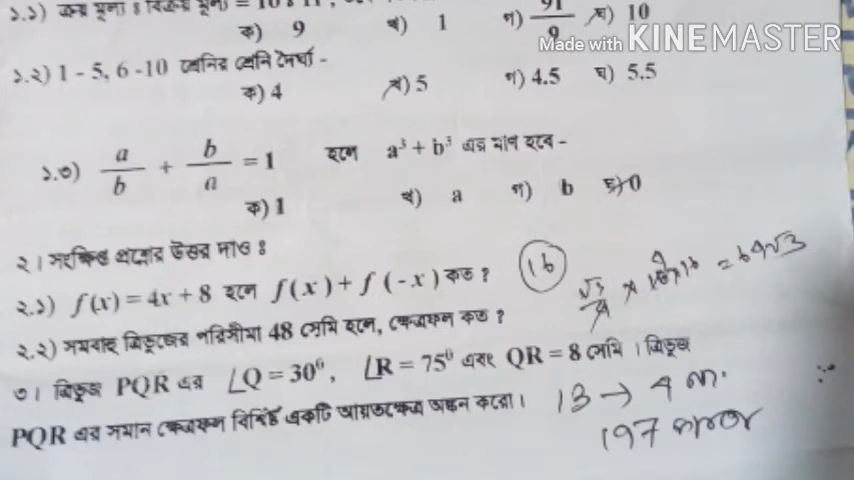 ১.১) ক্রয় মূল্য : বিক্রয় মূল্য = 10 : 11,
ক) 9 খ) 1 গ) 91/9 ঘ) 10
Made with KINEMASTER
১.২) 1 - 5, 6 -10 শ্রেণির শ্রেণি দৈর্ঘ্য -
ক) 4 খ) 5 গ) 4.5 ঘ) 5.5
১.৩) a/b + b/a = 1 হলে a³ + b³ এর মান হবে -
ক) 1 খ) a গ) b ঘ) 0
২। সংক্ষিপ্ত প্রশ্নের উত্তর দাও ঃ
২.১) f(x) = 4x + 8 হলে f(x) + f(-x) কত ? 16
√3/4 × 16 × 16 = 64√3
২.২) সমবাহু ত্রিভুজের পরিসীমা 48 সেমি হলে, ক্ষেত্রফল কত ?
৩। ত্রিভুজ PQR এর ∠Q = 30⁰, ∠R = 75⁰ এবং QR = 8 সেমি । ত্রিভুজ
PQR এর সমান ক্ষেত্রফল বিশিষ্ট একটি আয়তক্ষেত্র অঙ্কন করো।
13 → 4
197